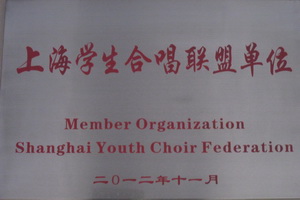 上海学生合唱联盟单位
Member Organization
Shanghai Youth Choir Federation
二〇一二年十一月